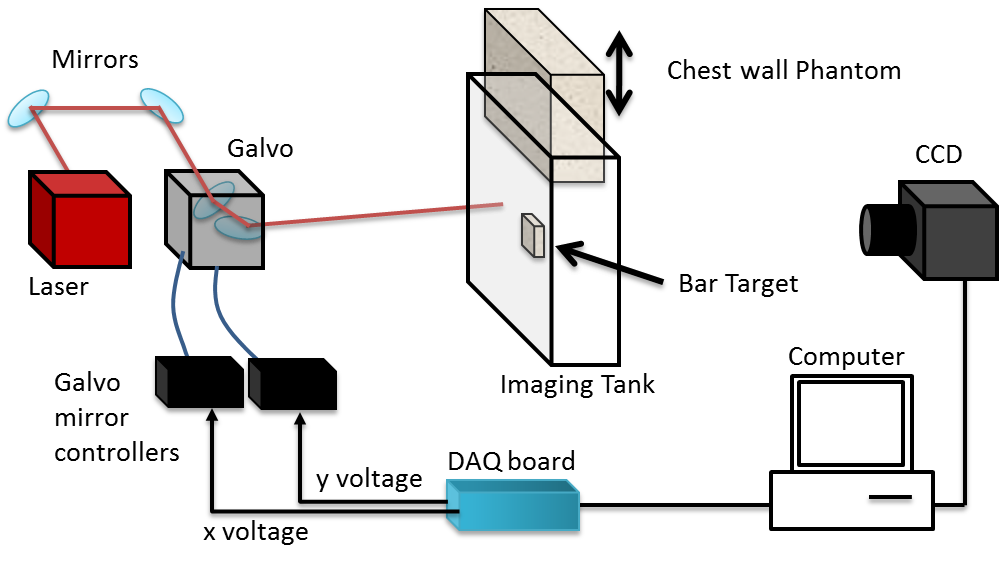 Mirrors
Chest wall Phantom
Galvo
CCD
Laser
Bar Target
Computer
Imaging Tank
Galvo
mirror
controllers
DAQ board
y voltage
x voltage